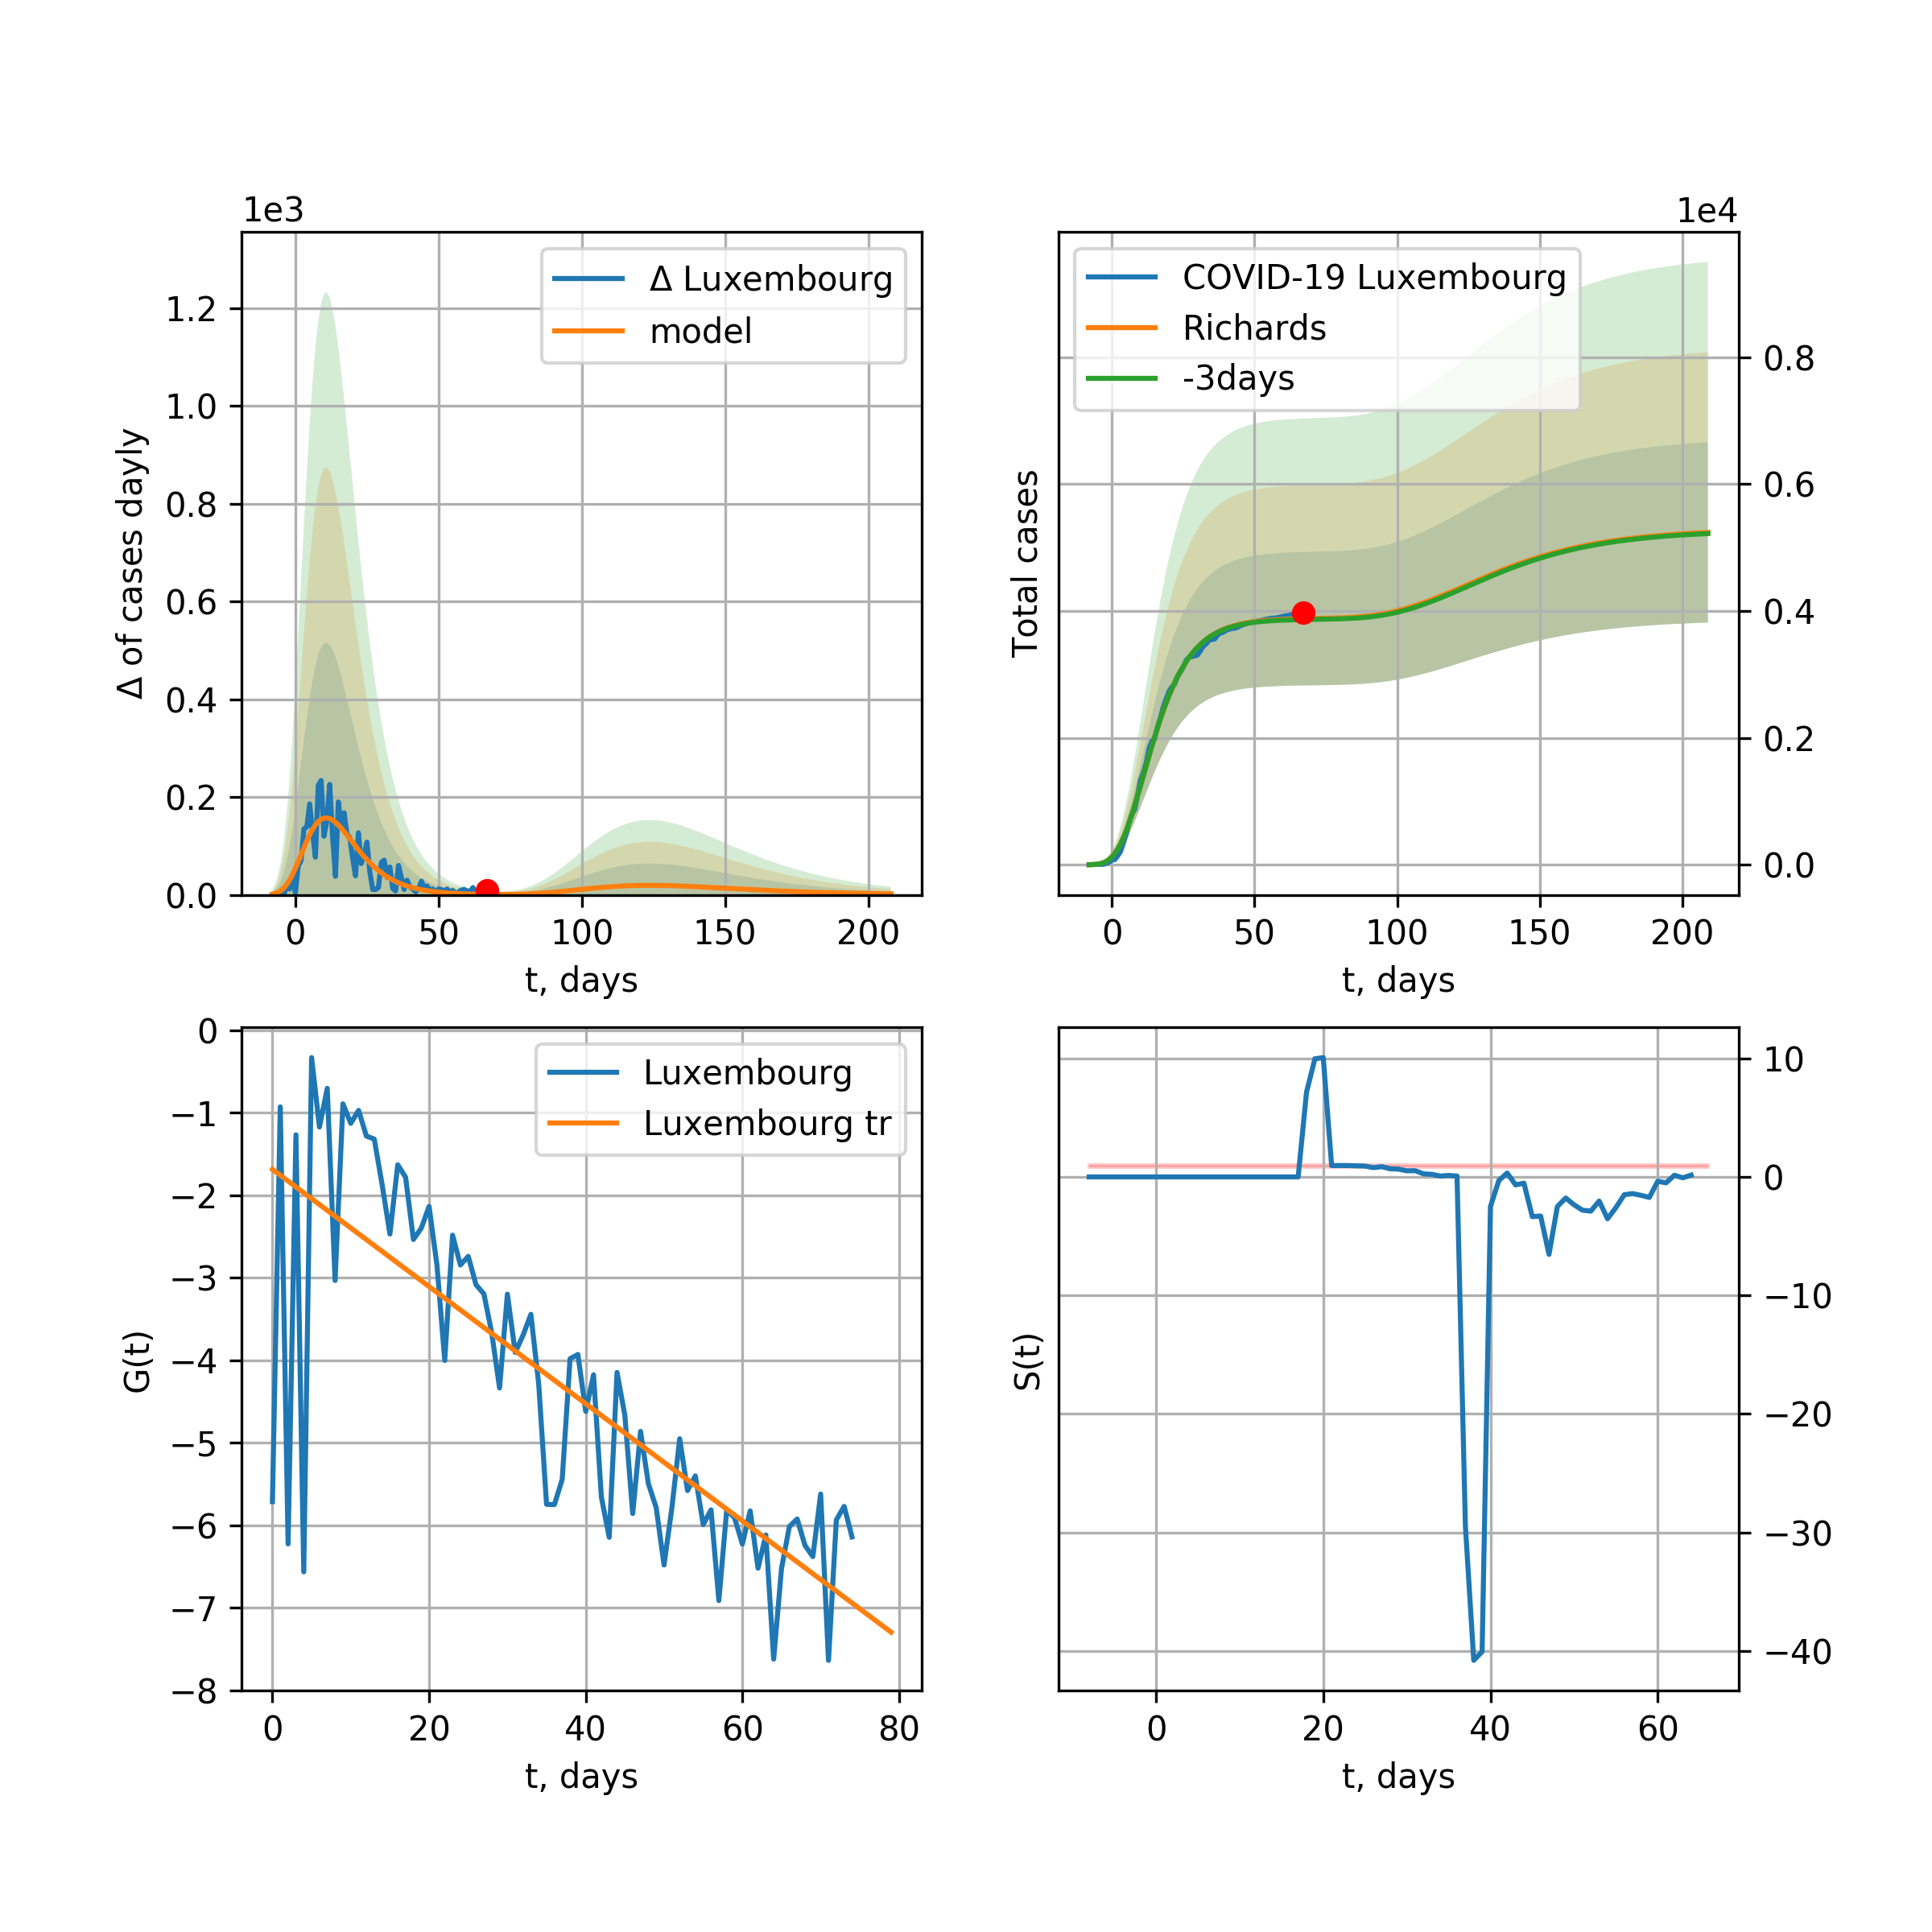 1e3
Δ of cases dayly
1.2
1.0
0.8
0.6
0.4
0.2
0.0
Δ Luxembourg
model
0 50 100 150 200
t, days
1e4
Total cases
COVID-19 Luxembourg
Richards
-3days
0.8
0.6
0.4
0.2
0.0
0 50 100 150 200
t, days
G(t)
0
−1
−2
−3
−4
−5
−6
−7
−8
Luxembourg
Luxembourg tr
0 20 40 60 80
t, days
S(t)
10
0
−10
−20
−30
−40
0 20 40 60
t, days